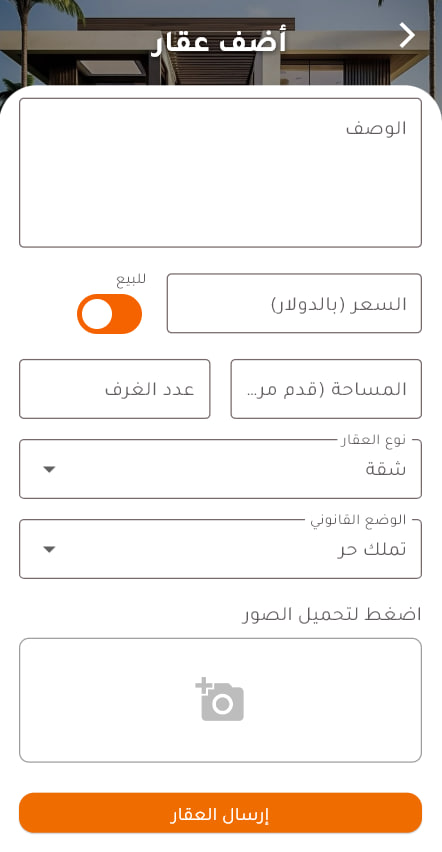 أضف عقار
الوصف
للبيع
السعر (بالدولار)
المساحة (قدم مر...
عدد الغرف
نوع العقار
شقة
الوضع القانوني
تملك حر
اضغط لتحميل الصور
إرسال العقار